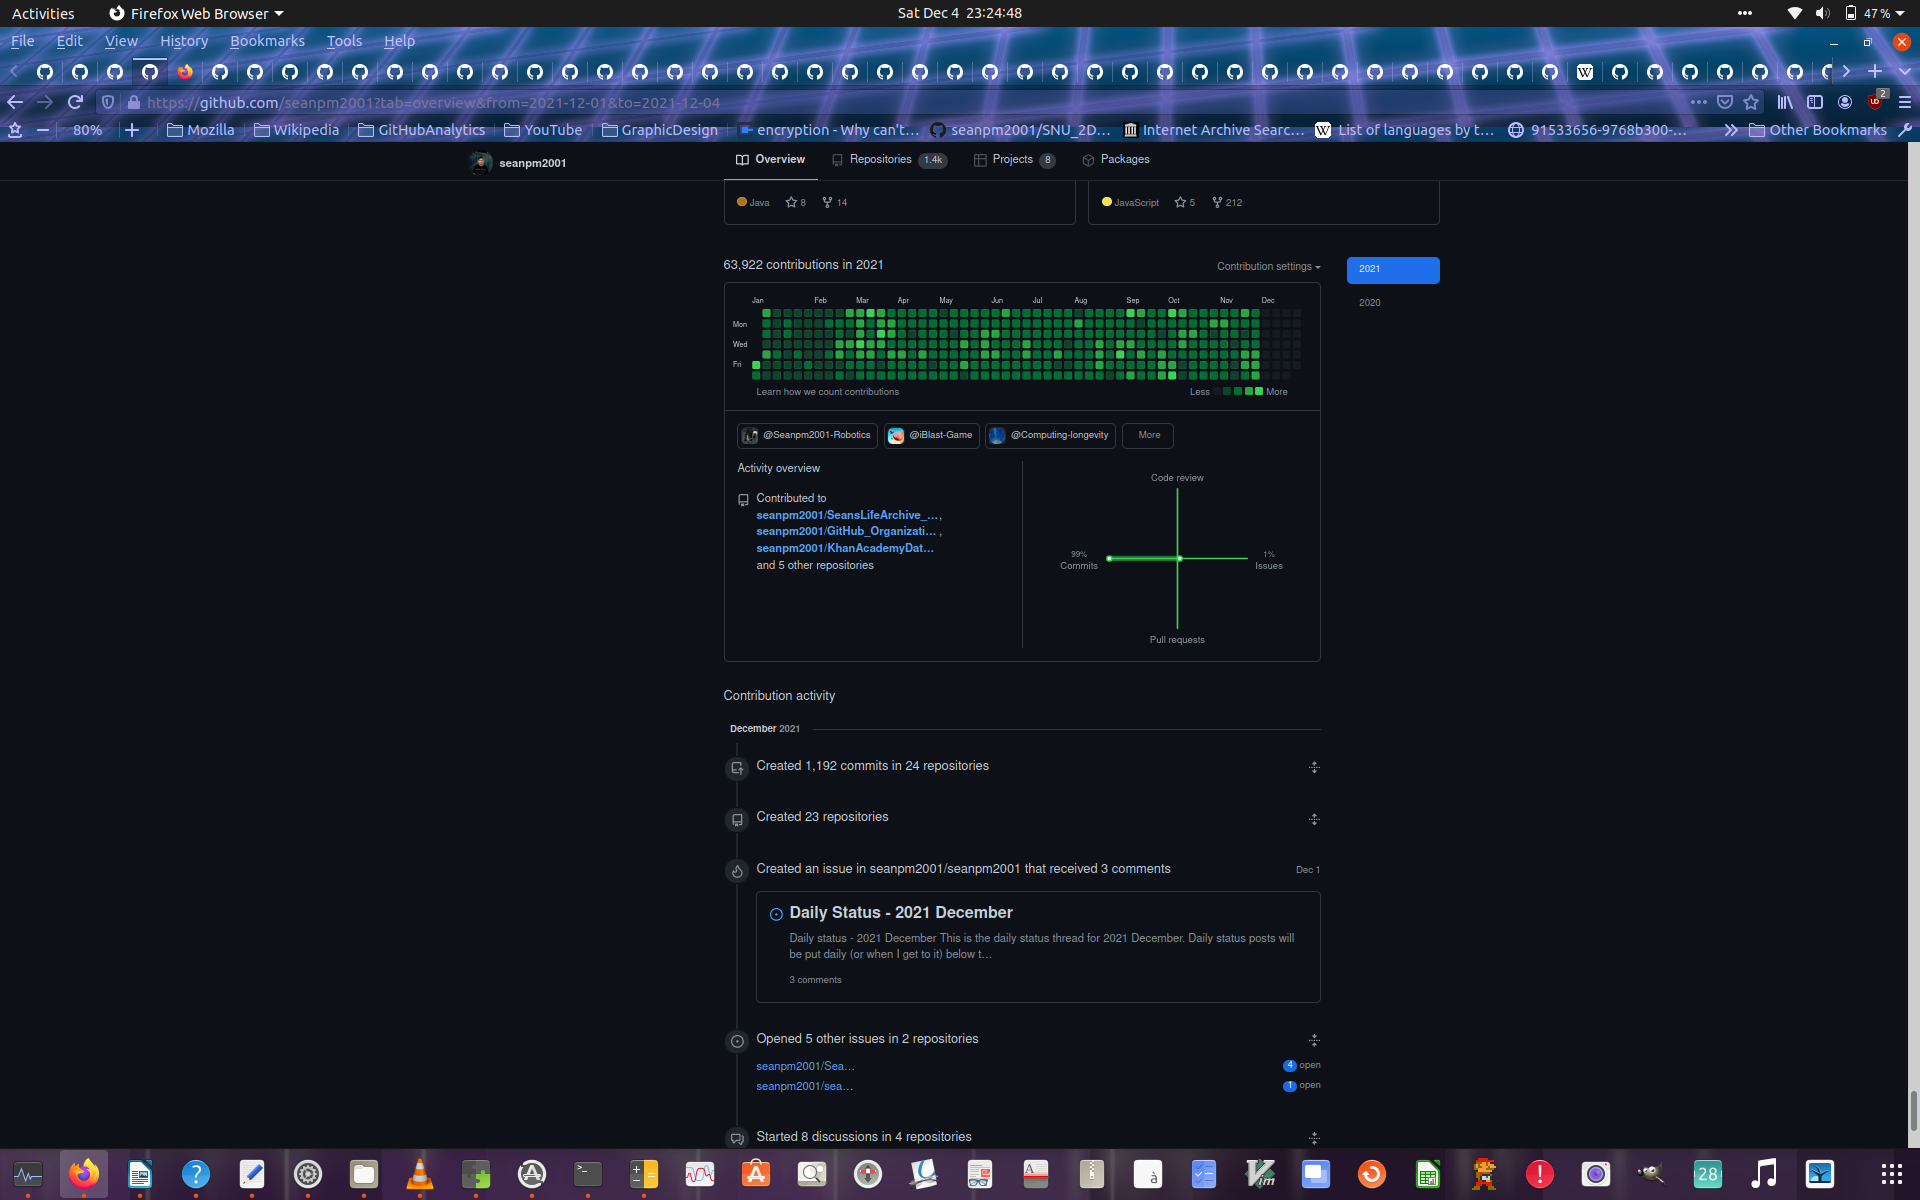 Activities
Firefox Web Browser
Sat Dec 4 23:24:48
47 %
File Edit View History Bookmarks Tools Help
https://github.com/seanpm2001?tab=overview&from=2021-12-01&to=2021-12-04
2
80%
Mozilla
Wikipedia
GitHubAnalytics
YouTube
GraphicDesign
encryption - Why can't…
seanpm2001/SNU_2D…
Internet Archive Searc…
List of languages by t…
91533656-9768b300-…
Other Bookmarks
seanpm2001
Overview
Repositories 1.4k
Projects 8
Packages
Java 8 14
JavaScript 5 212
63,922 contributions in 2021
Contribution settings
2021
2020
Jan Feb Mar Apr May Jun Jul Aug Sep Oct Nov Dec
Mon
Wed
Fri
Learn how we count contributions
Less More
@Seanpm2001-Robotics
@iBlast-Game
@Computing-longevity
More
Activity overview
Contributed to
seanpm2001/SeansLifeArchive_…,
seanpm2001/GitHub_Organizati… ,
seanpm2001/KhanAcademyDat…
and 5 other repositories
Code review
99%
Commits
1%
Issues
Pull requests
Contribution activity
December 2021
Created 1,192 commits in 24 repositories
Created 23 repositories
Created an issue in seanpm2001/seanpm2001 that received 3 comments
Dec 1
Daily Status - 2021 December
Daily status - 2021 December This is the daily status thread for 2021 December. Daily status posts will
be put daily (or when I get to it) below t…
3 comments
Opened 5 other issues in 2 repositories
seanpm2001/Sea…
4 open
seanpm2001/sea…
1 open
Started 8 discussions in 4 repositories
28